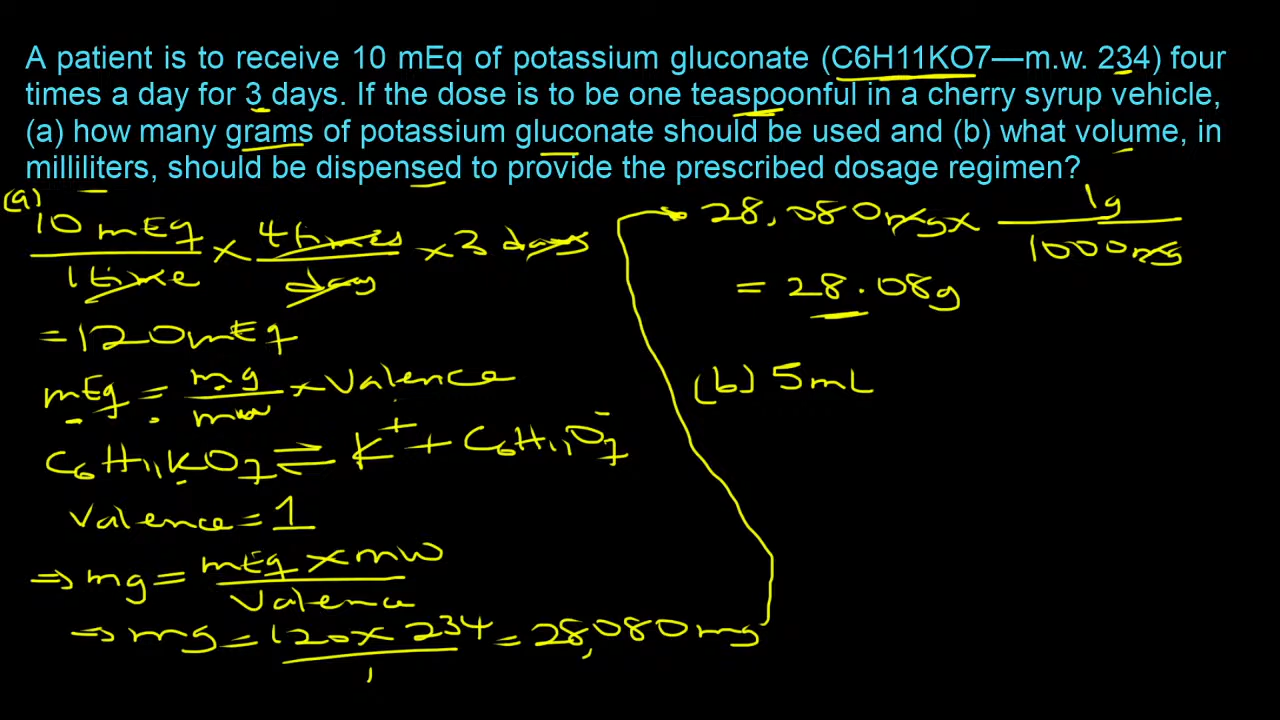 A patient is to receive 10 mEq of potassium gluconate (C6H11KO7—m.w. 234) four
times a day for 3 days. If the dose is to be one teaspoonful in a cherry syrup vehicle,
(a) how many grams of potassium gluconate should be used and (b) what volume, in
milliliters, should be dispensed to provide the prescribed dosage regimen?
(a)
10 mEq / 1 time × 4 times / day × 3 days
= 120 mEq
mEq = mg / mw × Valence
C6H11KO7 ⇌ K+ + C6H11O7−
Valence = 1
⇒ mg = mEq × mw / Valence
⇒ mg = 120 × 234 / 1 = 28,080 mg
28,080 mg × 1g / 1000 mg
= 28.08g
(b) 5mL